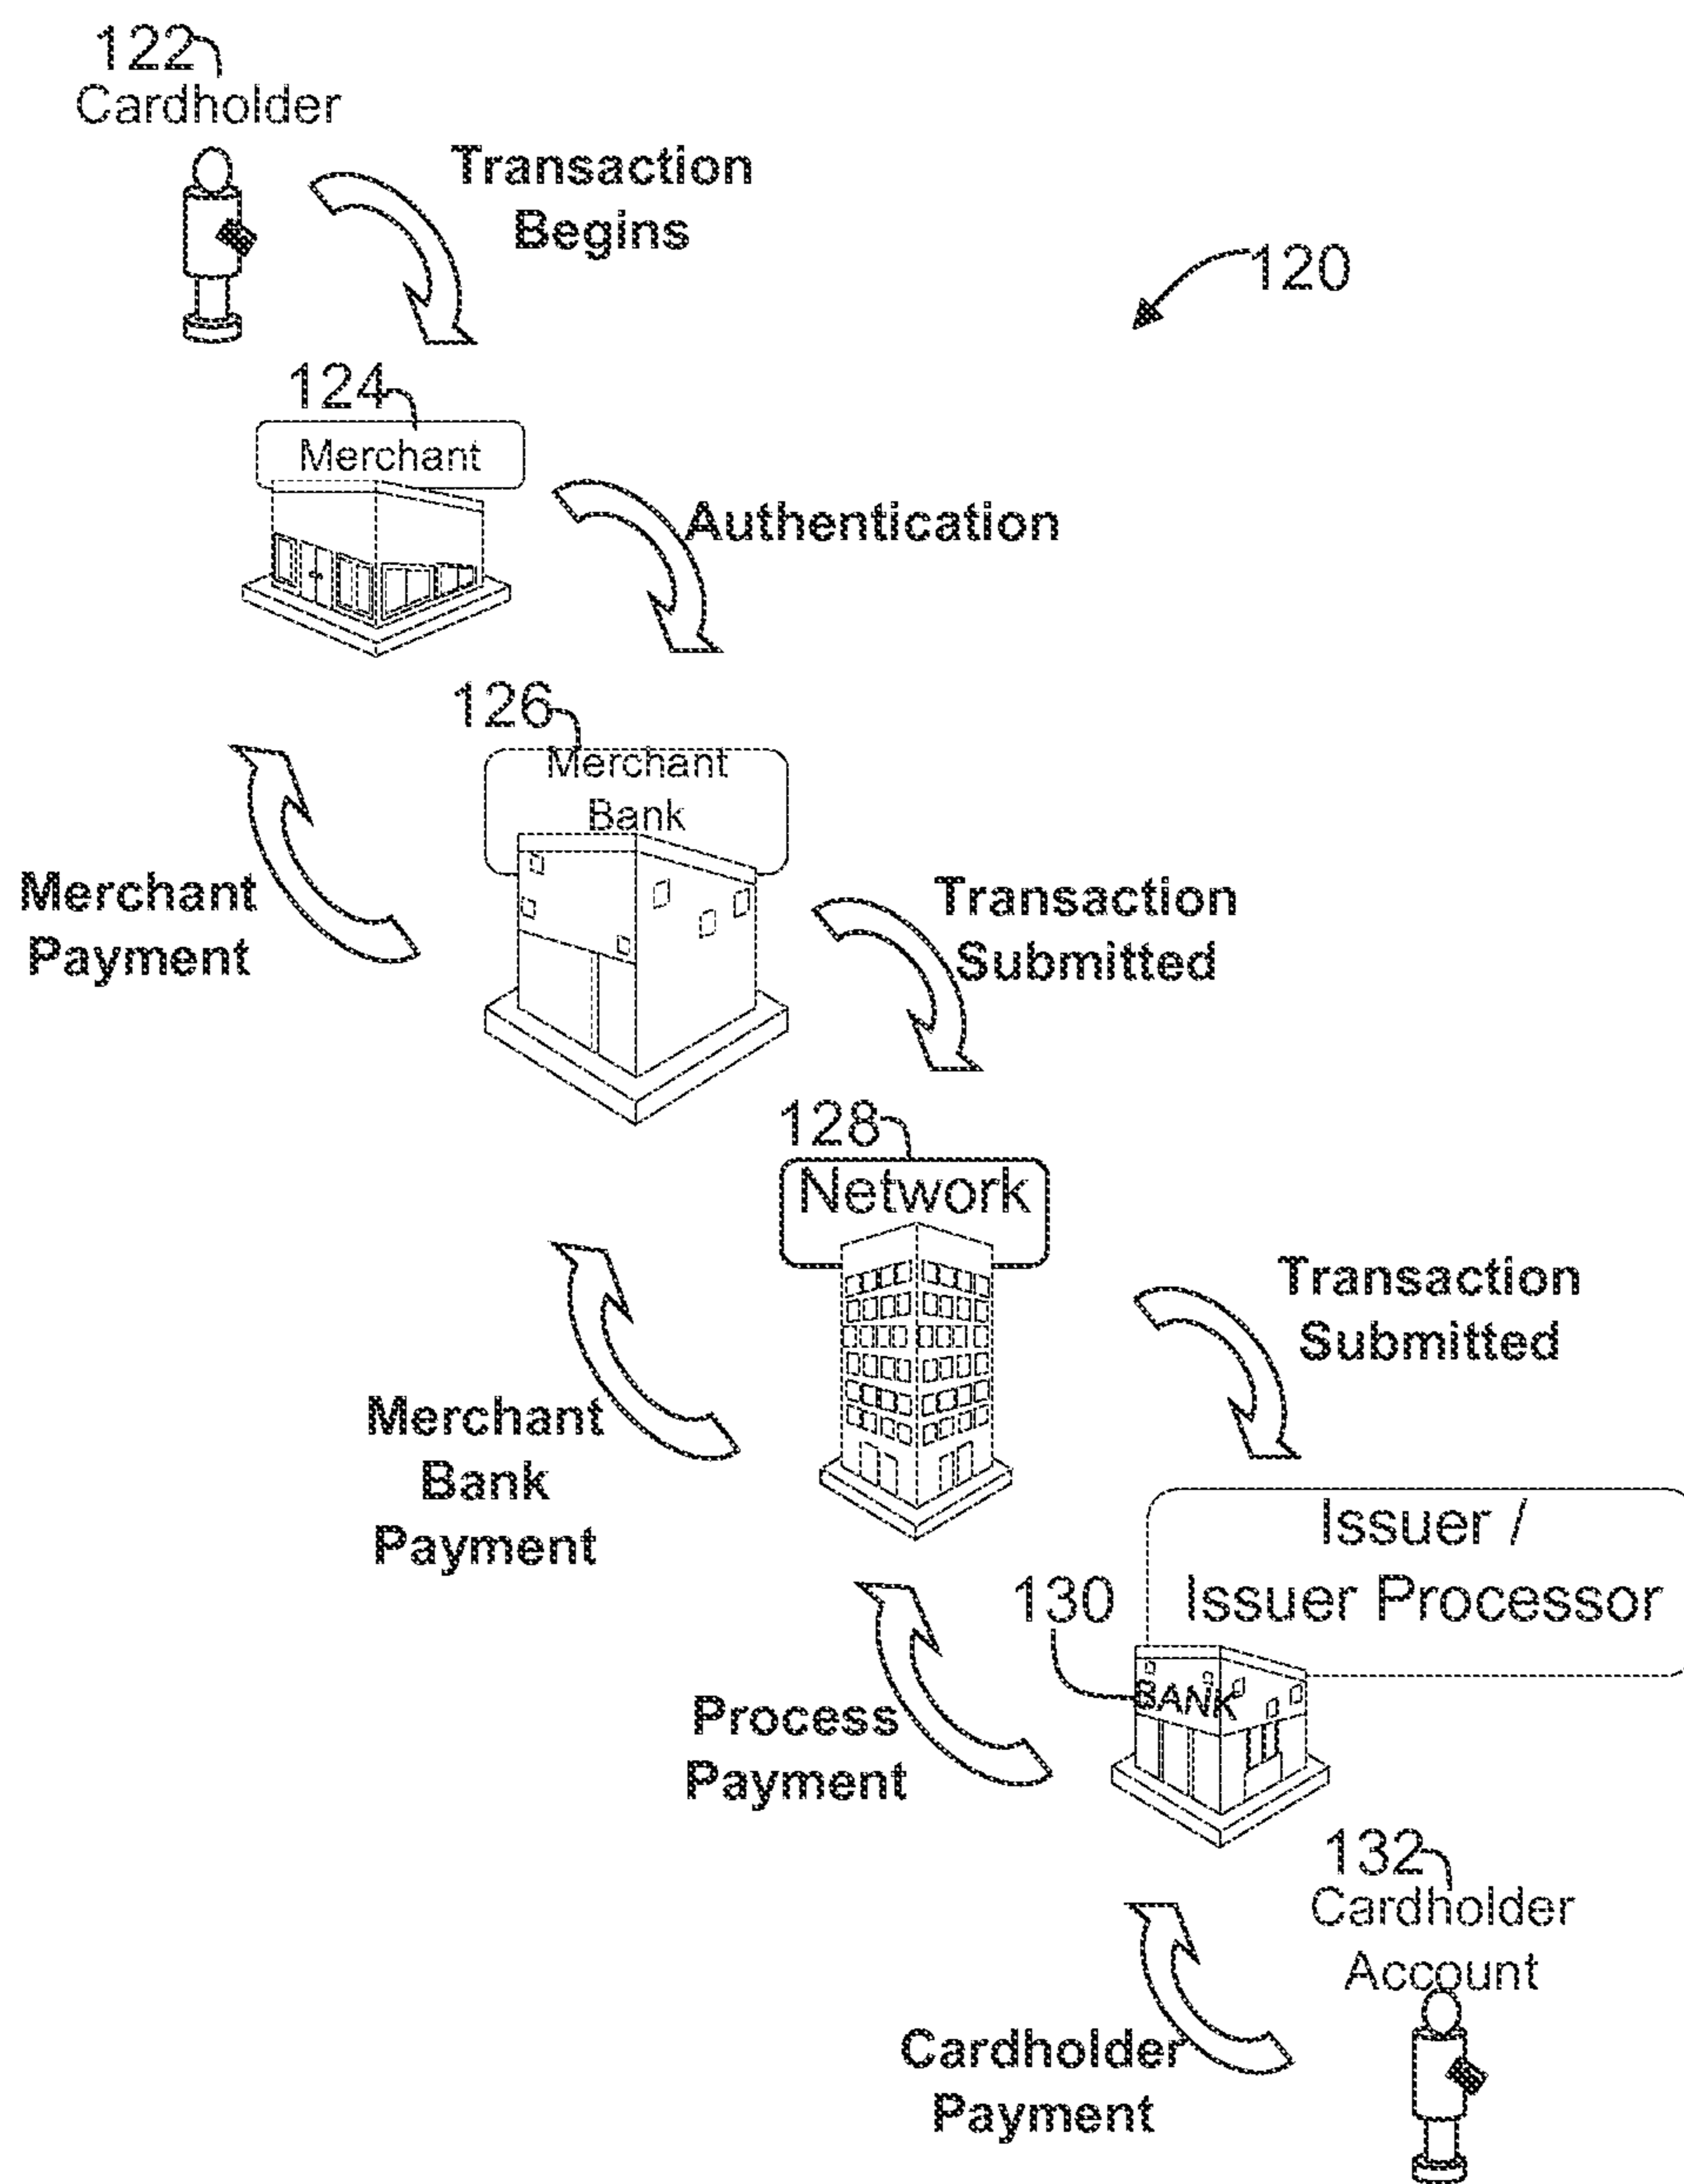 122
Cardholder
Transaction
Begins
120
124
Merchant
Authentication
126
Merchant
Bank
Merchant
Payment
Transaction
Submitted
128
Network
Transaction
Submitted
Merchant
Bank
Payment
Issuer /
Issuer Processor
130
BANK
Process
Payment
132
Cardholder
Account
Cardholder
Payment